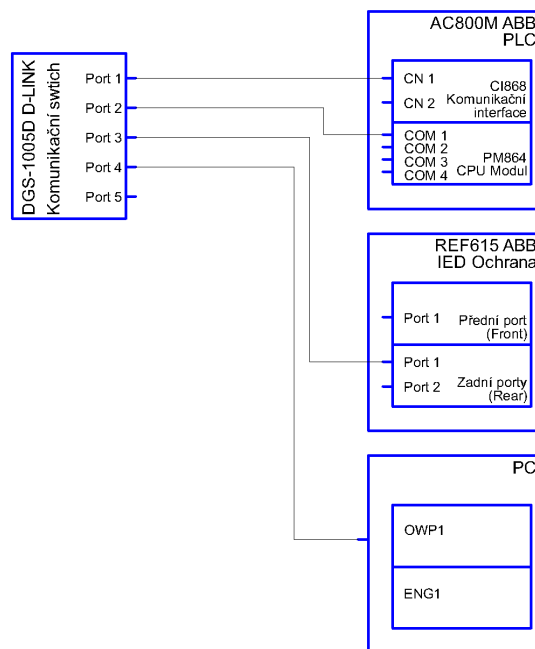 DGS-1005D D-LINK
Komunikační swtich
Port 1
Port 2
Port 3
Port 4
Port 5
AC800M ABB
PLC
CN 1
CN 2
CI868
Komunikační
interface
COM 1
COM 2
COM 3
COM 4
PM864
CPU Modul
REF615 ABB
IED Ochrana
Port 1
Přední port
(Front)
Port 1
Port 2
Zadní porty
(Rear)
PC
OWP1
ENG1